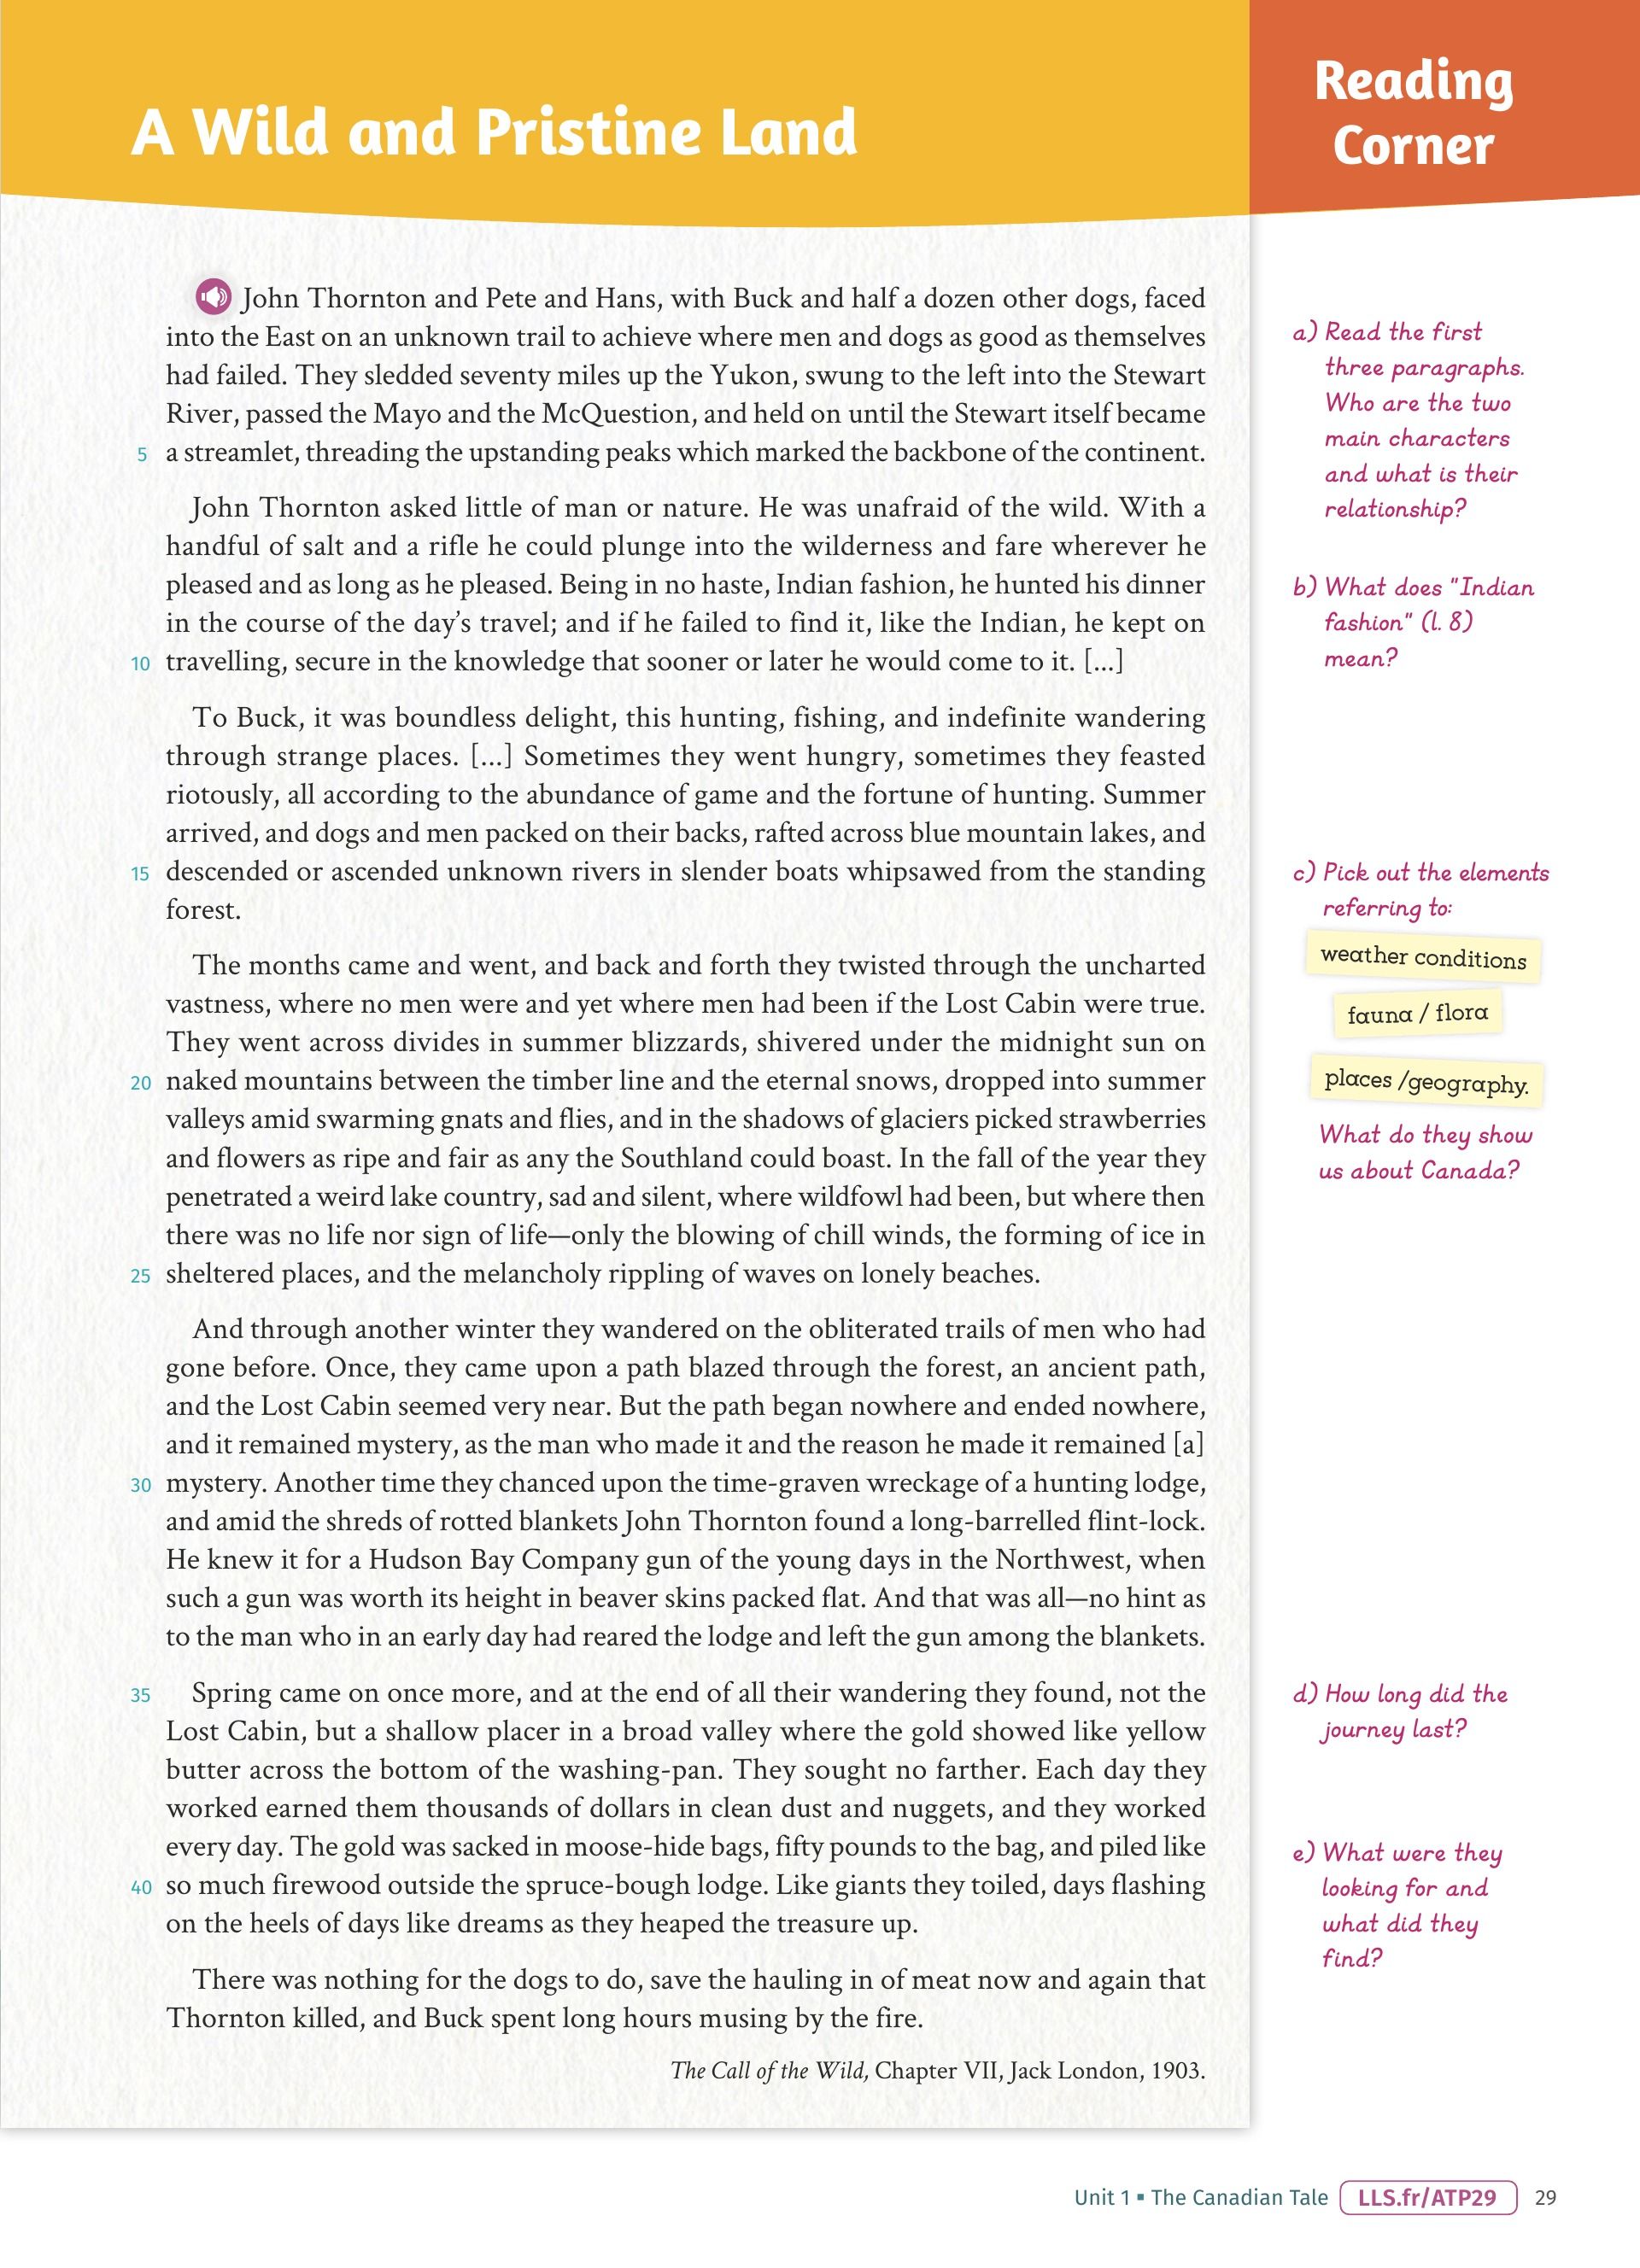 A Wild and Pristine Land
Reading
Corner
John Thornton and Pete and Hans, with Buck and half a dozen other dogs, faced
into the East on an unknown trail to achieve where men and dogs as good as themselves
had failed. They sledded seventy miles up the Yukon, swung to the left into the Stewart
River, passed the Mayo and the McQuestion, and held on until the Stewart itself became
5 a streamlet, threading the upstanding peaks which marked the backbone of the continent.
John Thornton asked little of man or nature. He was unafraid of the wild. With a
handful of salt and a rifle he could plunge into the wilderness and fare wherever he
pleased and as long as he pleased. Being in no haste, Indian fashion, he hunted his dinner
in the course of the day's travel; and if he failed to find it, like the Indian, he kept on
10 travelling, secure in the knowledge that sooner or later he would come to it. [...]
To Buck, it was boundless delight, this hunting, fishing, and indefinite wandering
through strange places. [...] Sometimes they went hungry, sometimes they feasted
riotously, all according to the abundance of game and the fortune of hunting. Summer
arrived, and dogs and men packed on their backs, rafted across blue mountain lakes, and
15 descended or ascended unknown rivers in slender boats whipsawed from the standing
forest.
The months came and went, and back and forth they twisted through the uncharted
vastness, where no men were and yet where men had been if the Lost Cabin were true.
They went across divides in summer blizzards, shivered under the midnight sun on
20 naked mountains between the timber line and the eternal snows, dropped into summer
valleys amid swarming gnats and flies, and in the shadows of glaciers picked strawberries
and flowers as ripe and fair as any the Southland could boast. In the fall of the year they
penetrated a weird lake country, sad and silent, where wildfowl had been, but where then
there was no life nor sign of life—only the blowing of chill winds, the forming of ice in
25 sheltered places, and the melancholy rippling of waves on lonely beaches.
And through another winter they wandered on the obliterated trails of men who had
gone before. Once, they came upon a path blazed through the forest, an ancient path,
and the Lost Cabin seemed very near. But the path began nowhere and ended nowhere,
and it remained mystery, as the man who made it and the reason he made it remained [a]
30 mystery. Another time they chanced upon the time-graven wreckage of a hunting lodge,
and amid the shreds of rotted blankets John Thornton found a long-barrelled flint-lock.
He knew it for a Hudson Bay Company gun of the young days in the Northwest, when
such a gun was worth its height in beaver skins packed flat. And that was all—no hint as
to the man who in an early day had reared the lodge and left the gun among the blankets.
35 Spring came on once more, and at the end of all their wandering they found, not the
Lost Cabin, but a shallow placer in a broad valley where the gold showed like yellow
butter across the bottom of the washing-pan. They sought no farther. Each day they
worked earned them thousands of dollars in clean dust and nuggets, and they worked
every day. The gold was sacked in moose-hide bags, fifty pounds to the bag, and piled like
40 so much firewood outside the spruce-bough lodge. Like giants they toiled, days flashing
on the heels of days like dreams as they heaped the treasure up.
There was nothing for the dogs to do, save the hauling in of meat now and again that
Thornton killed, and Buck spent long hours musing by the fire.
The Call of the Wild, Chapter VII, Jack London, 1903.
a) Read the first
three paragraphs.
Who are the two
main characters
and what is their
relationship?
b) What does "Indian
fashion" (l. 8)
mean?
c) Pick out the elements
referring to:
weather conditions
fauna / flora
places /geography.
What do they show
us about Canada?
d) How long did the
journey last?
e) What were they
looking for and
what did they
find?
Unit 1 ▪ The Canadian Tale LLS.fr/ATP29 29